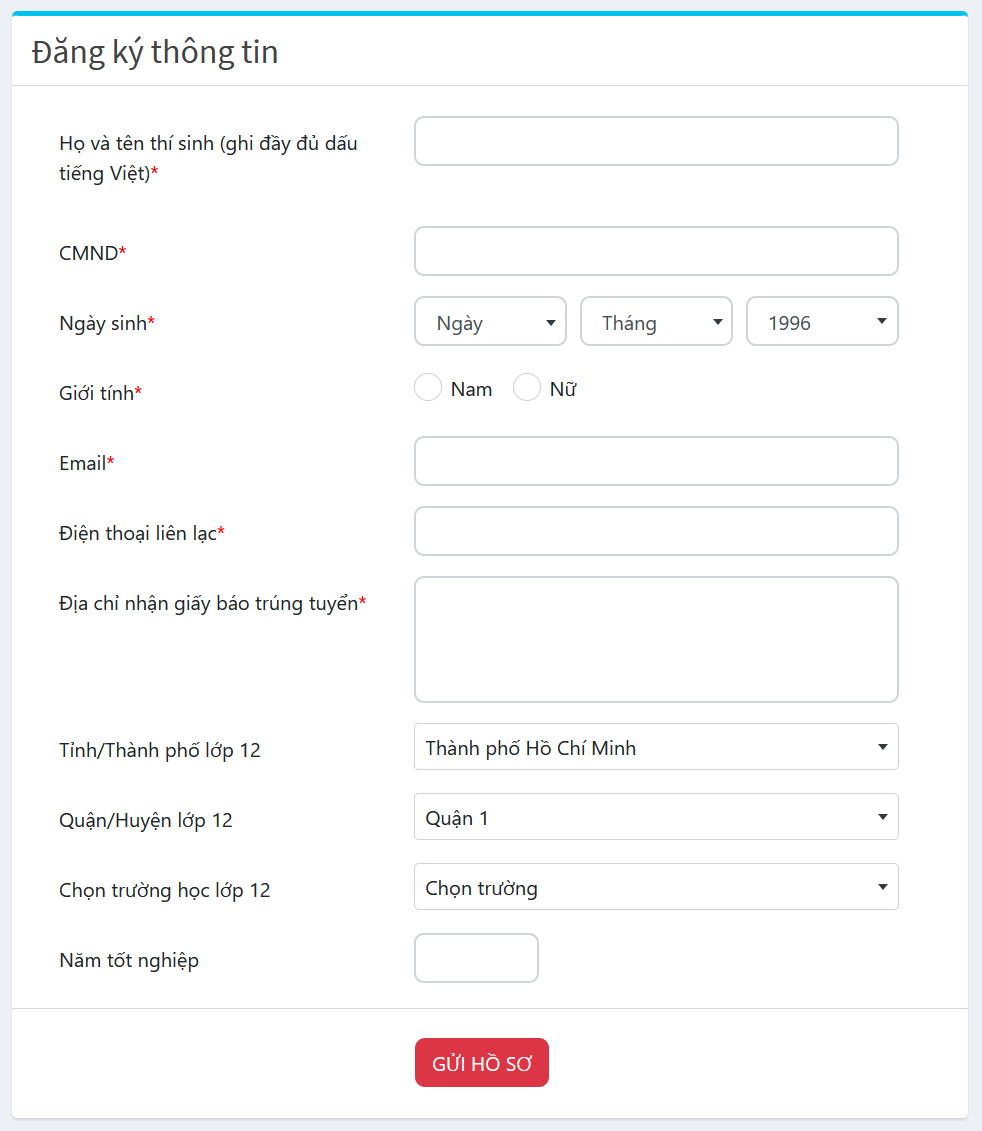 Đăng ký thông tin
Họ và tên thí sinh (ghi đầy đủ dấu
tiếng Việt)*
CMND*
Ngày sinh*
Ngày
Tháng
1996
Giới tính*
Nam
Nữ
Email*
Điện thoại liên lạc*
Địa chỉ nhận giấy báo trúng tuyển*
Tỉnh/Thành phố lớp 12
Thành phố Hồ Chí Minh
Quận/Huyện lớp 12
Quận 1
Chọn trường học lớp 12
Chọn trường
Năm tốt nghiệp
GỬI HỒ SƠ